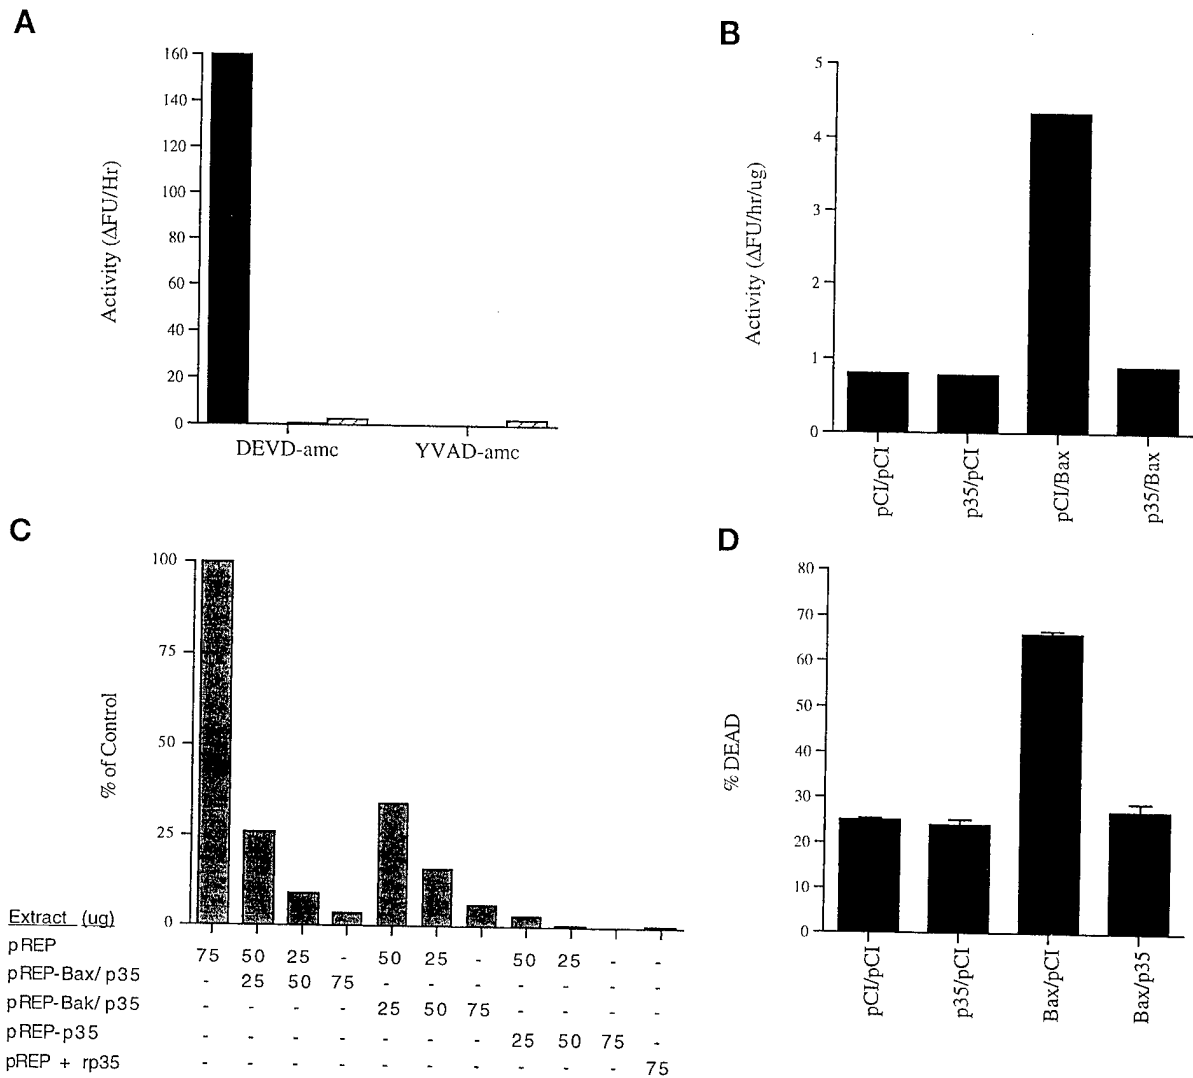 A
160
140
120
100
80
60
40
20
0
Activity (ΔFU/Hr)
DEVD-amc YVAD-amc
B
5
4
3
2
1
0
Activity (ΔFU/hr/ug)
pCI/pCI
p35/pCI
pCI/Bax
p35/Bax
C
100
75
50
25
0
% of Control
Extract (ug)
pREP 75 50 25 - 50 25 - 50 25 - -
pREP-Bax/p35 - 25 50 75 - - - - - - -
pREP-Bak/p35 - - - - 25 50 75 - - - -
pREP-p35 - - - - - - - 25 50 75 -
pREP + rp35 - - - - - - - - - - 75
D
80
70
60
50
40
30
20
10
0
% DEAD
pCI/pCI
p35/pCI
Bax/pCI
Bax/p35